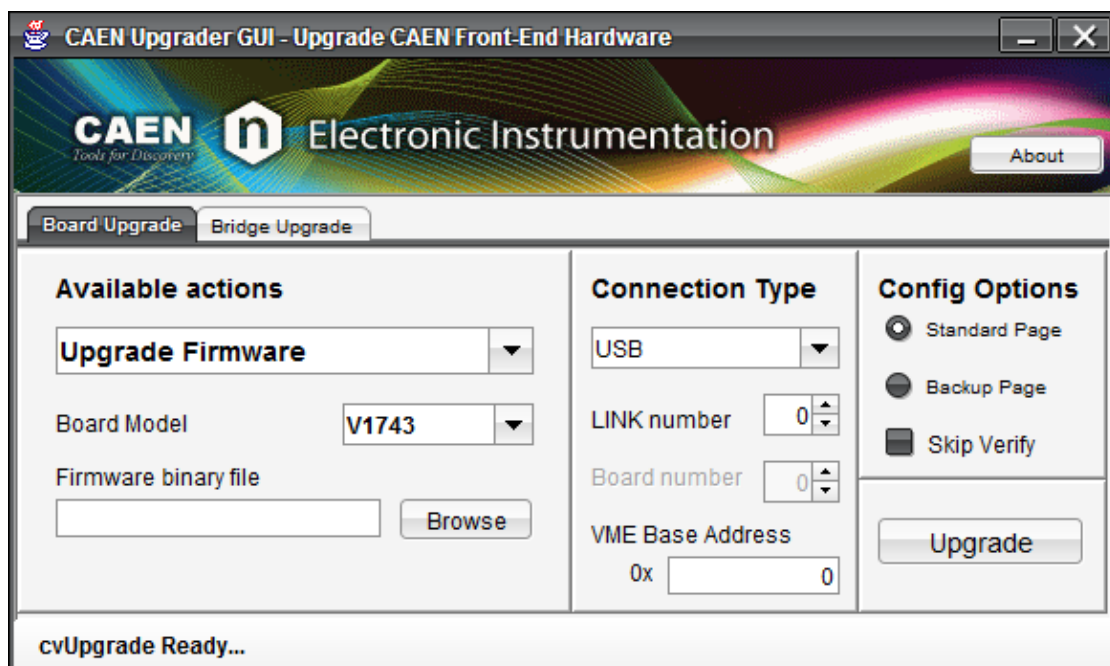 CAEN Upgrader GUI - Upgrade CAEN Front-End Hardware
CAEN n Electronic Instrumentation
Tools for Discovery
About
Board Upgrade Bridge Upgrade
Available actions
Upgrade Firmware
Board Model V1743
Firmware binary file
Browse
Connection Type
USB
LINK number 0
Board number 0
VME Base Address
0x 0
Config Options
Standard Page
Backup Page
Skip Verify
Upgrade
cvUpgrade Ready...